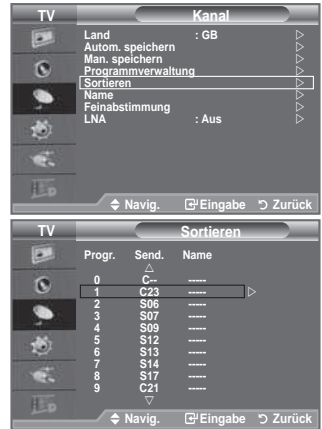 TV Kanal
Land : GB
Autom. speichern
Man. speichern
Programmverwaltung
Sortieren
Name
Feinabstimmung
LNA : Aus
Navig. Eingabe Zurück
TV Sortieren
Progr. Send. Name
0 C-- -----
1 C23 -----
2 S06 -----
3 S07 -----
4 S09 -----
5 S12 -----
6 S13 -----
7 S14 -----
8 S17 -----
9 C21 -----
Navig. Eingabe Zurück